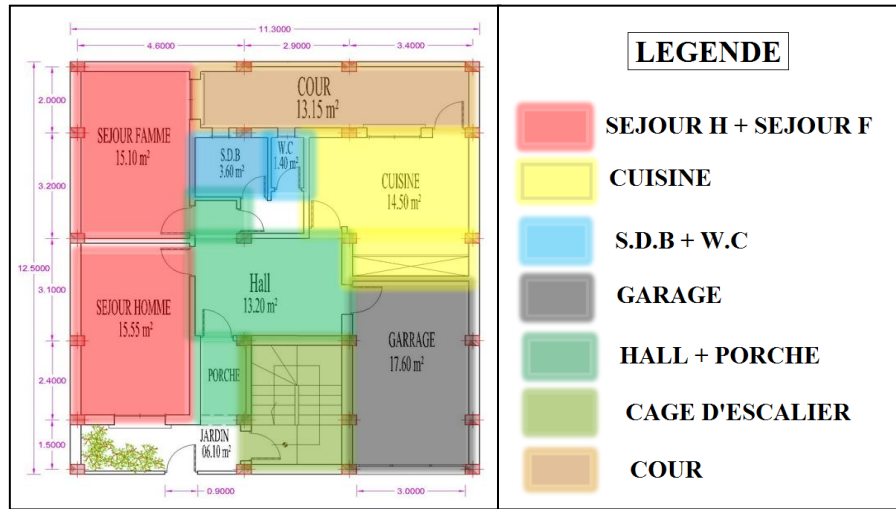 11.3000
4.6000
2.9000
3.4000
2.0000
3.2000
12.5000
3.1000
2.4000
1.5000
COUR
13.15 m²
SEJOUR FAMME
15.10 m²
S.D.B
3.60 m²
W.C
1.40 m²
CUISINE
14.50 m²
Hall
13.20 m²
SEJOUR HOMME
15.55 m²
GARRAGE
17.60 m²
PORCHE
JARDIN
06.10 m²
0.9000
3.0000
LEGENDE
SEJOUR H + SEJOUR F
CUISINE
S.D.B + W.C
GARAGE
HALL + PORCHE
CAGE D'ESCALIER
COUR